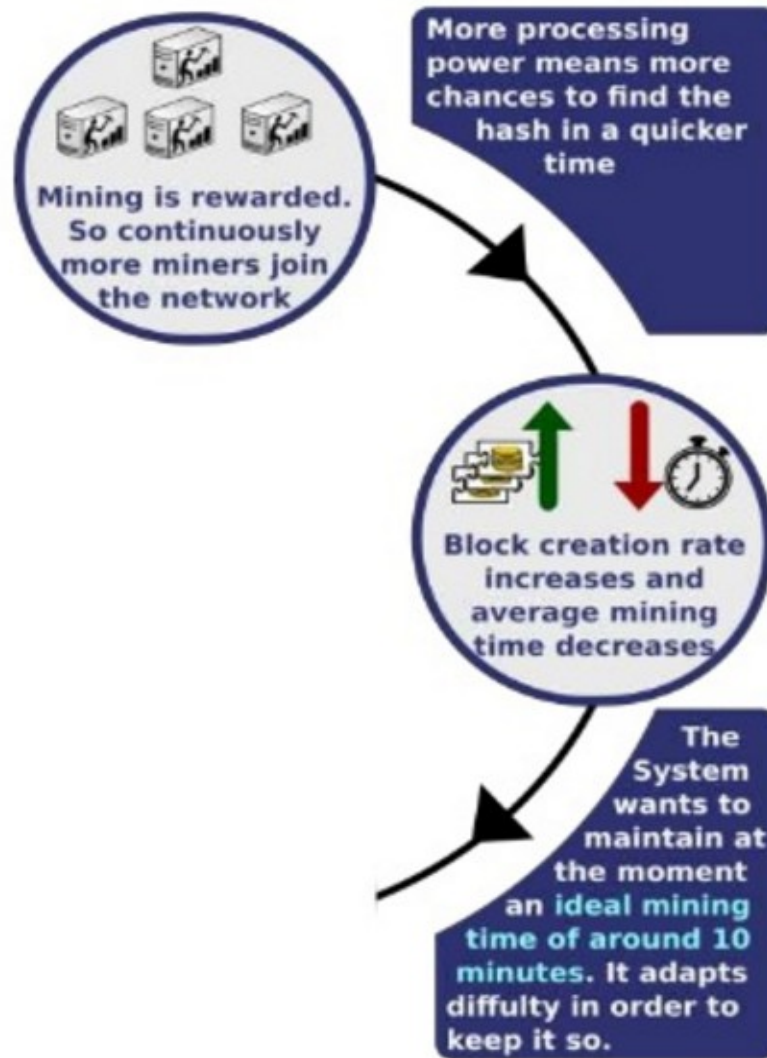 More processing
power means more
chances to find the
hash in a quicker
time
Mining is rewarded.
So continuously
more miners join
the network
Block creation rate
increases and
average mining
time decreases
The
System
wants to
maintain at
the moment
an ideal mining
time of around 10
minutes. It adapts
diffulty in order to
keep it so.